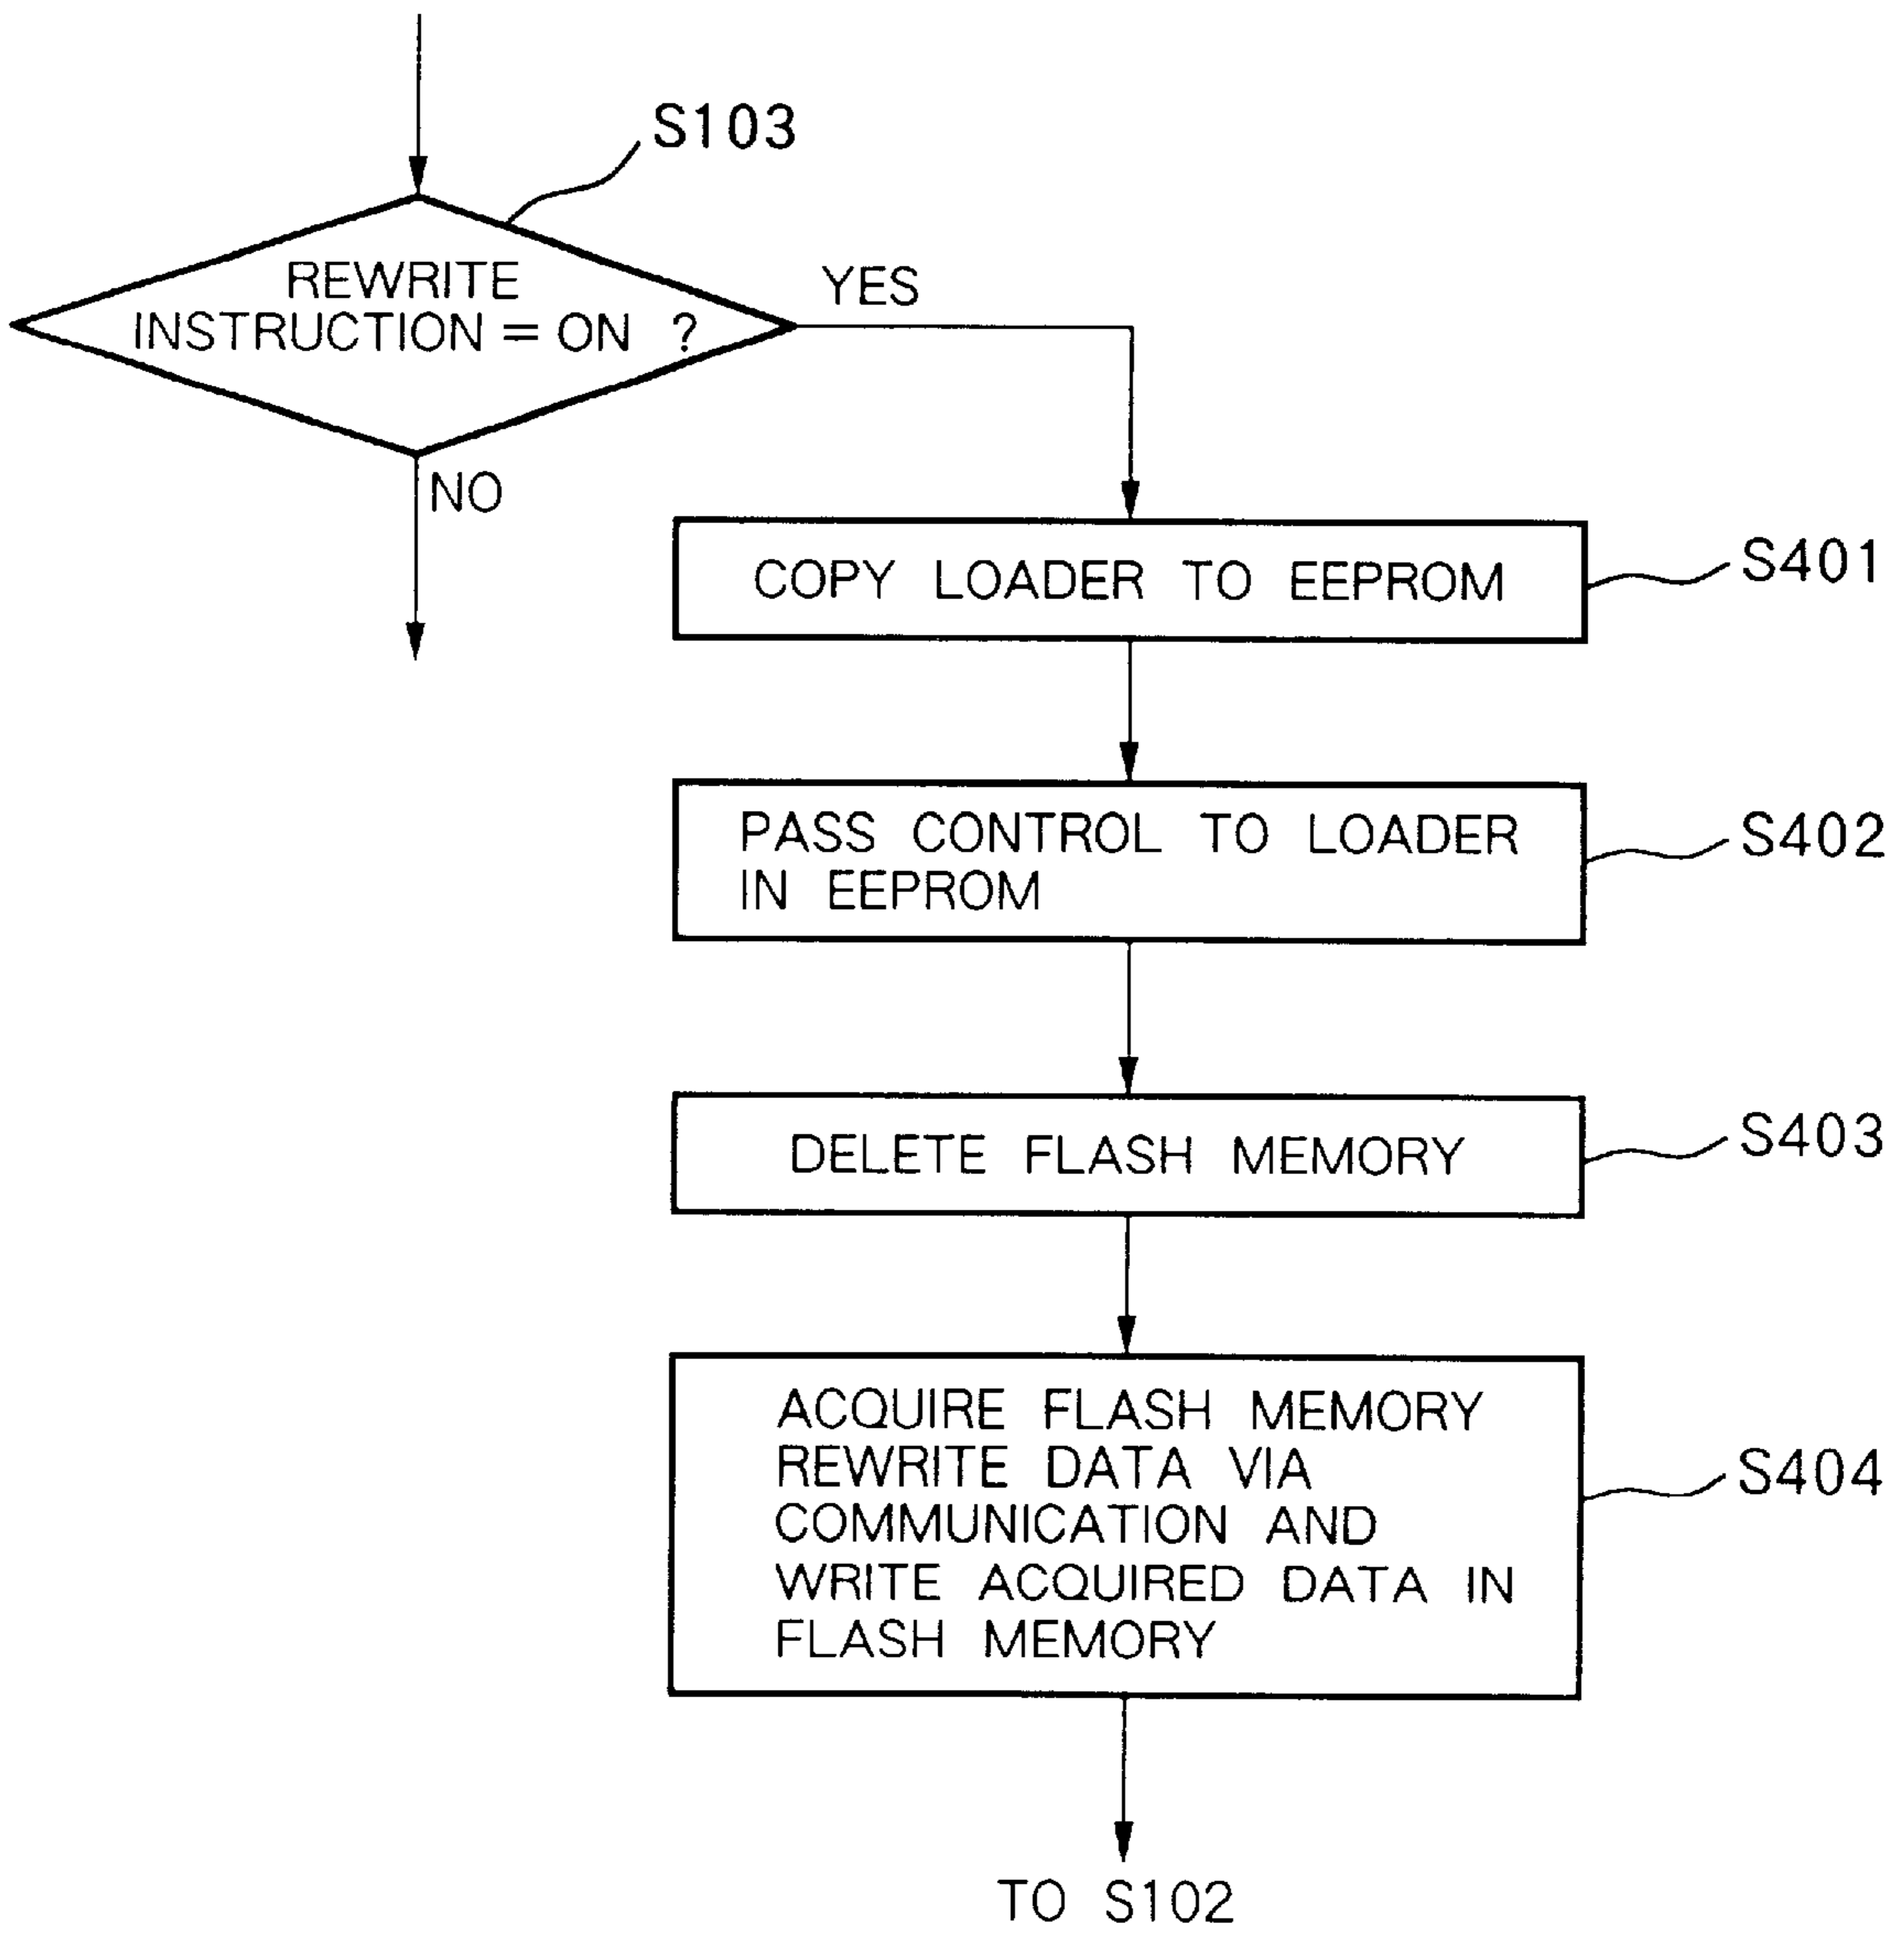 S103
REWRITE
INSTRUCTION = ON ?
YES
NO
COPY LOADER TO EEPROM
S401
PASS CONTROL TO LOADER
IN EEPROM
S402
DELETE FLASH MEMORY
S403
ACQUIRE FLASH MEMORY
REWRITE DATA VIA
COMMUNICATION AND
WRITE ACQUIRED DATA IN
FLASH MEMORY
S404
TO S102